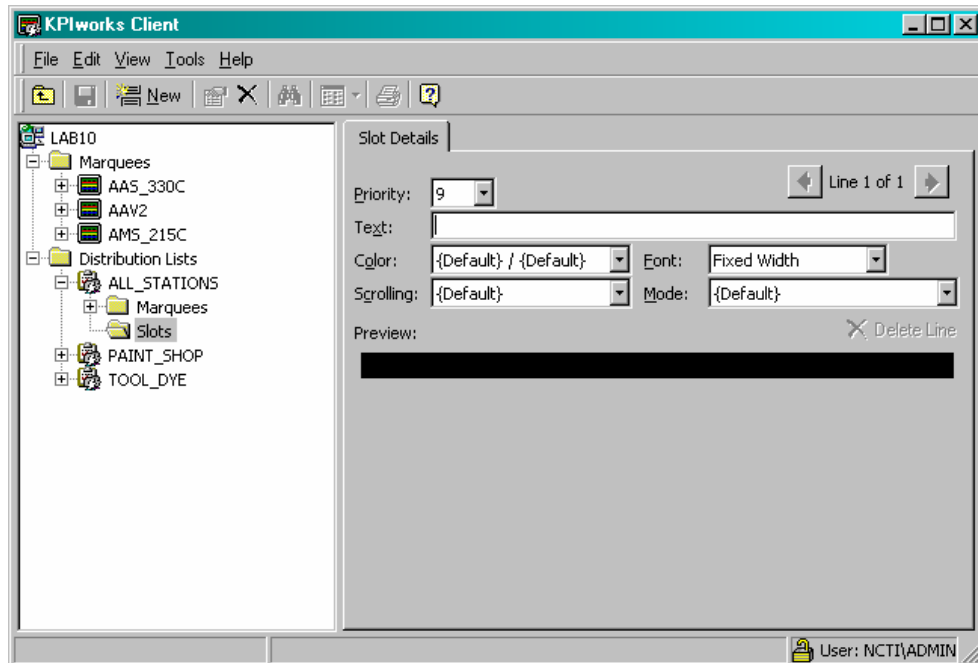 KPIworks Client
File Edit View Tools Help
New
LAB10
Marquees
AAS_330C
AAV2
AMS_215C
Distribution Lists
ALL_STATIONS
Marquees
Slots
PAINT_SHOP
TOOL_DYE
Slot Details
Priority: 9 Line 1 of 1
Text:
Color: {Default} / {Default} Font: Fixed Width
Scrolling: {Default} Mode: {Default}
Preview: Delete Line
User: NCTI\ADMIN